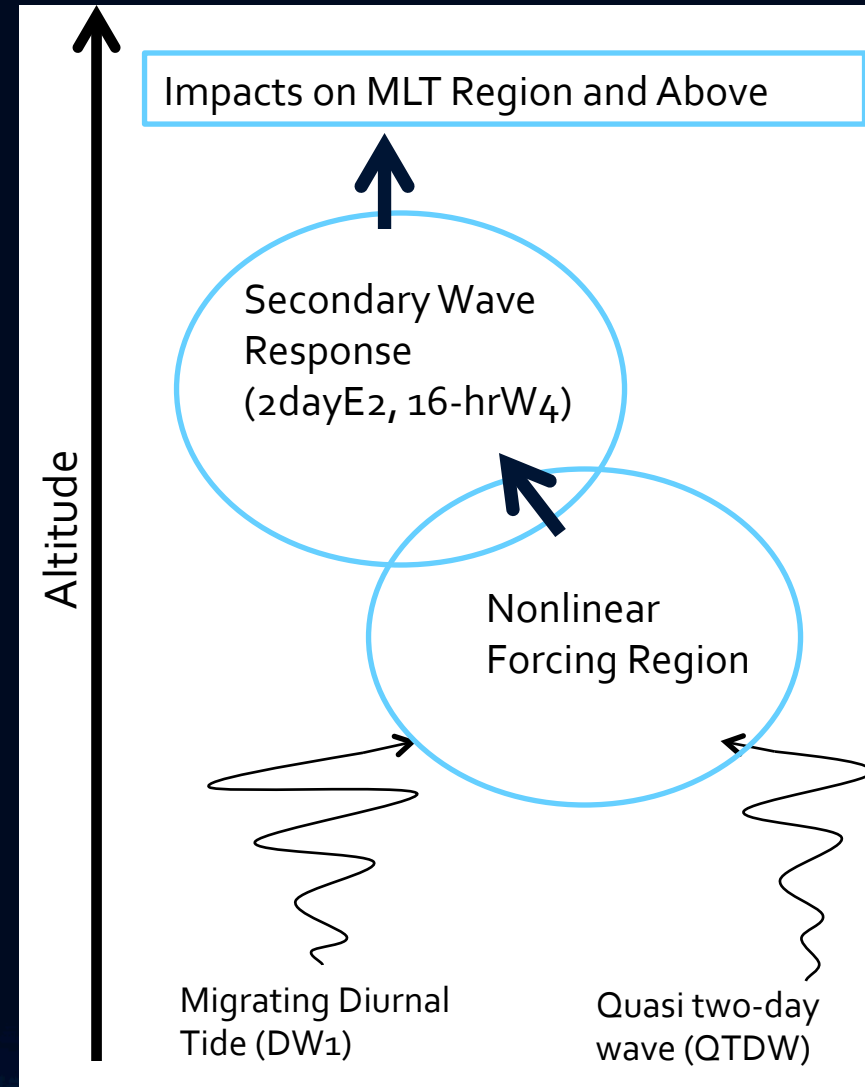 Impacts on MLT Region and Above
Secondary Wave
Response
(2dayE2, 16-hrW4)
Altitude
Nonlinear
Forcing Region
Migrating Diurnal
Tide (DW1)
Quasi two-day
wave (QTDW)